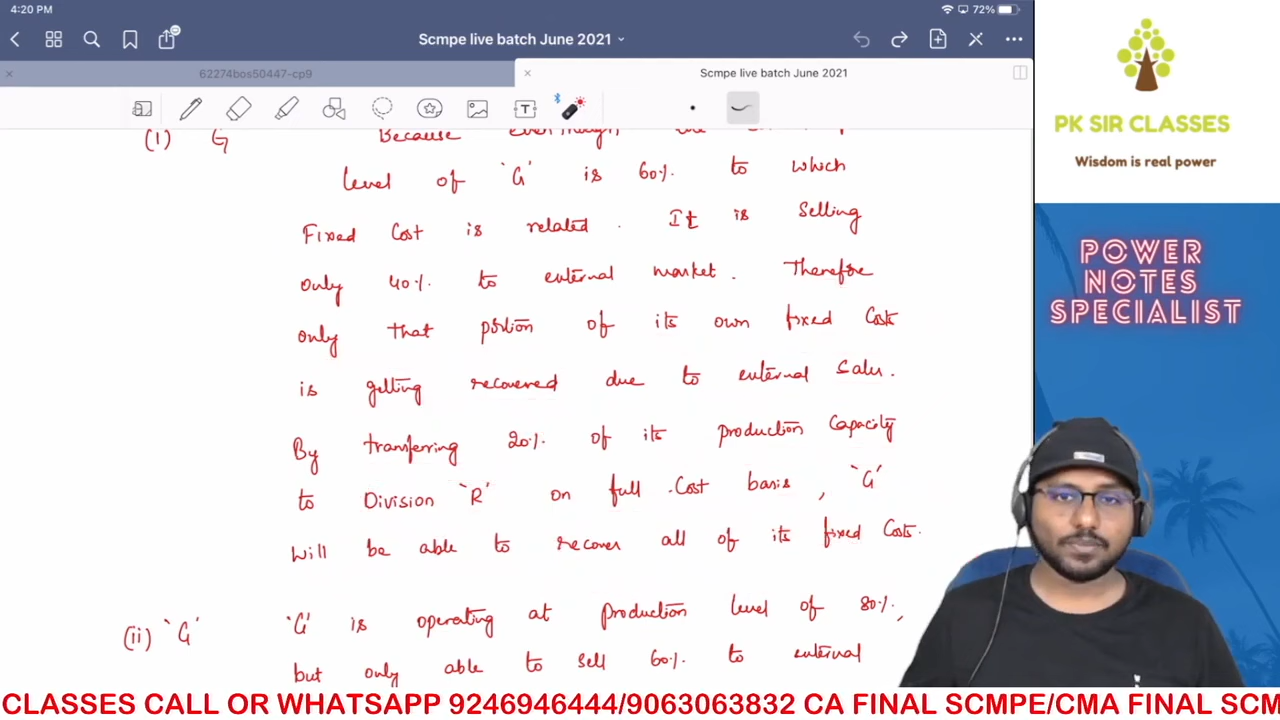 4:20 PM
72%
Scmpe live batch June 2021
62274bos50447-cp9
Scmpe live batch June 2021
PK SIR CLASSES
Wisdom is real power
POWER
NOTES
SPECIALIST
(i) G Because eventhough
level of 'G' is 60% to which
Fixed Cost is related. It is Selling
only 40% to external market. Therefore
only that portion of its own fixed Costs
is getting recovered due to external Sales.
By transferring 20% of its production Capacity
to Division 'R' on full Cost basis, 'G'
will be able to recover all of its fixed Costs.
(ii) 'G' 'G' is operating at production level of 80%,
but only able to sell 60% to external
CLASSES CALL OR WHATSAPP 9246946444/9063063832 CA FINAL SCMPE/CMA FINAL SCM